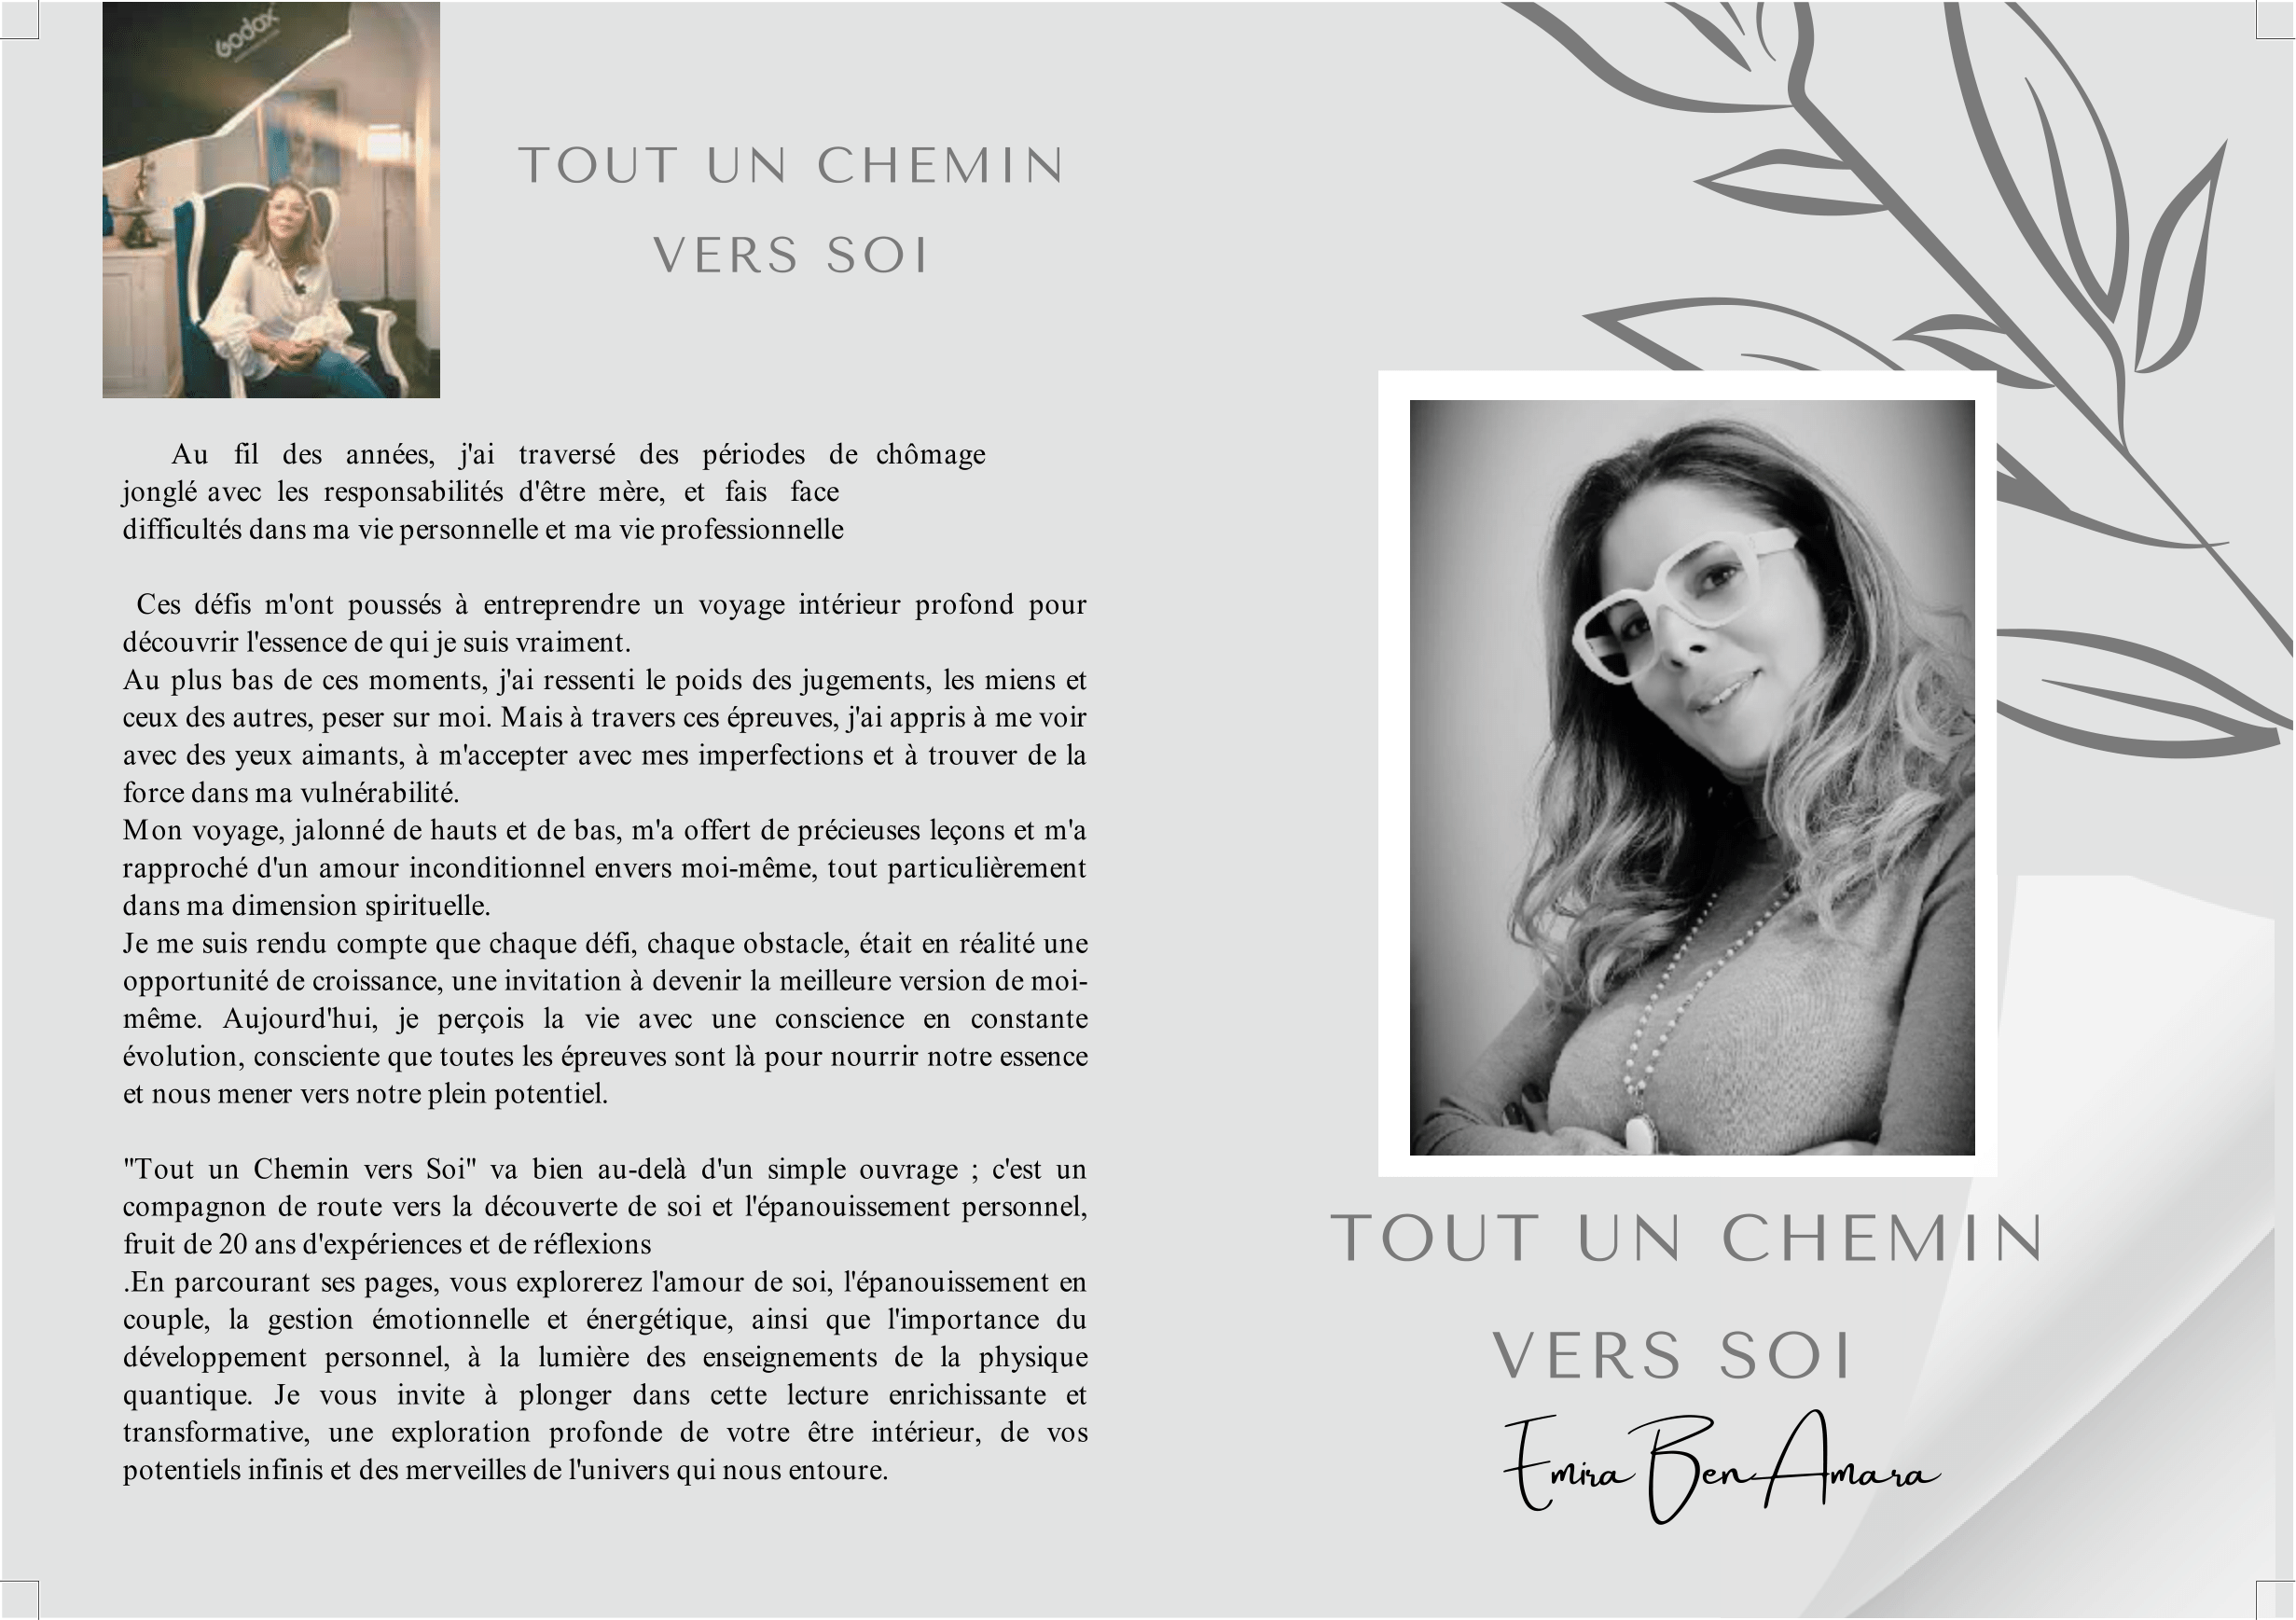 Godox
TOUT UN CHEMIN
VERS SOI
Au fil des années, j'ai traversé des périodes de chômage
jonglé avec les responsabilités d'être mère, et fais face
difficultés dans ma vie personnelle et ma vie professionnelle
Ces défis m'ont poussés à entreprendre un voyage intérieur profond pour
découvrir l'essence de qui je suis vraiment.
Au plus bas de ces moments, j'ai ressenti le poids des jugements, les miens et
ceux des autres, peser sur moi. Mais à travers ces épreuves, j'ai appris à me voir
avec des yeux aimants, à m'accepter avec mes imperfections et à trouver de la
force dans ma vulnérabilité.
Mon voyage, jalonné de hauts et de bas, m'a offert de précieuses leçons et m'a
rapproché d'un amour inconditionnel envers moi-même, tout particulièrement
dans ma dimension spirituelle.
Je me suis rendu compte que chaque défi, chaque obstacle, était en réalité une
opportunité de croissance, une invitation à devenir la meilleure version de moi-
même. Aujourd'hui, je perçois la vie avec une conscience en constante
évolution, consciente que toutes les épreuves sont là pour nourrir notre essence
et nous mener vers notre plein potentiel.
"Tout un Chemin vers Soi" va bien au-delà d'un simple ouvrage ; c'est un
compagnon de route vers la découverte de soi et l'épanouissement personnel,
fruit de 20 ans d'expériences et de réflexions
.En parcourant ses pages, vous explorerez l'amour de soi, l'épanouissement en
couple, la gestion émotionnelle et énergétique, ainsi que l'importance du
développement personnel, à la lumière des enseignements de la physique
quantique. Je vous invite à plonger dans cette lecture enrichissante et
transformative, une exploration profonde de votre être intérieur, de vos
potentiels infinis et des merveilles de l'univers qui nous entoure.
TOUT UN CHEMIN
VERS SOI
Emira Ben Amara